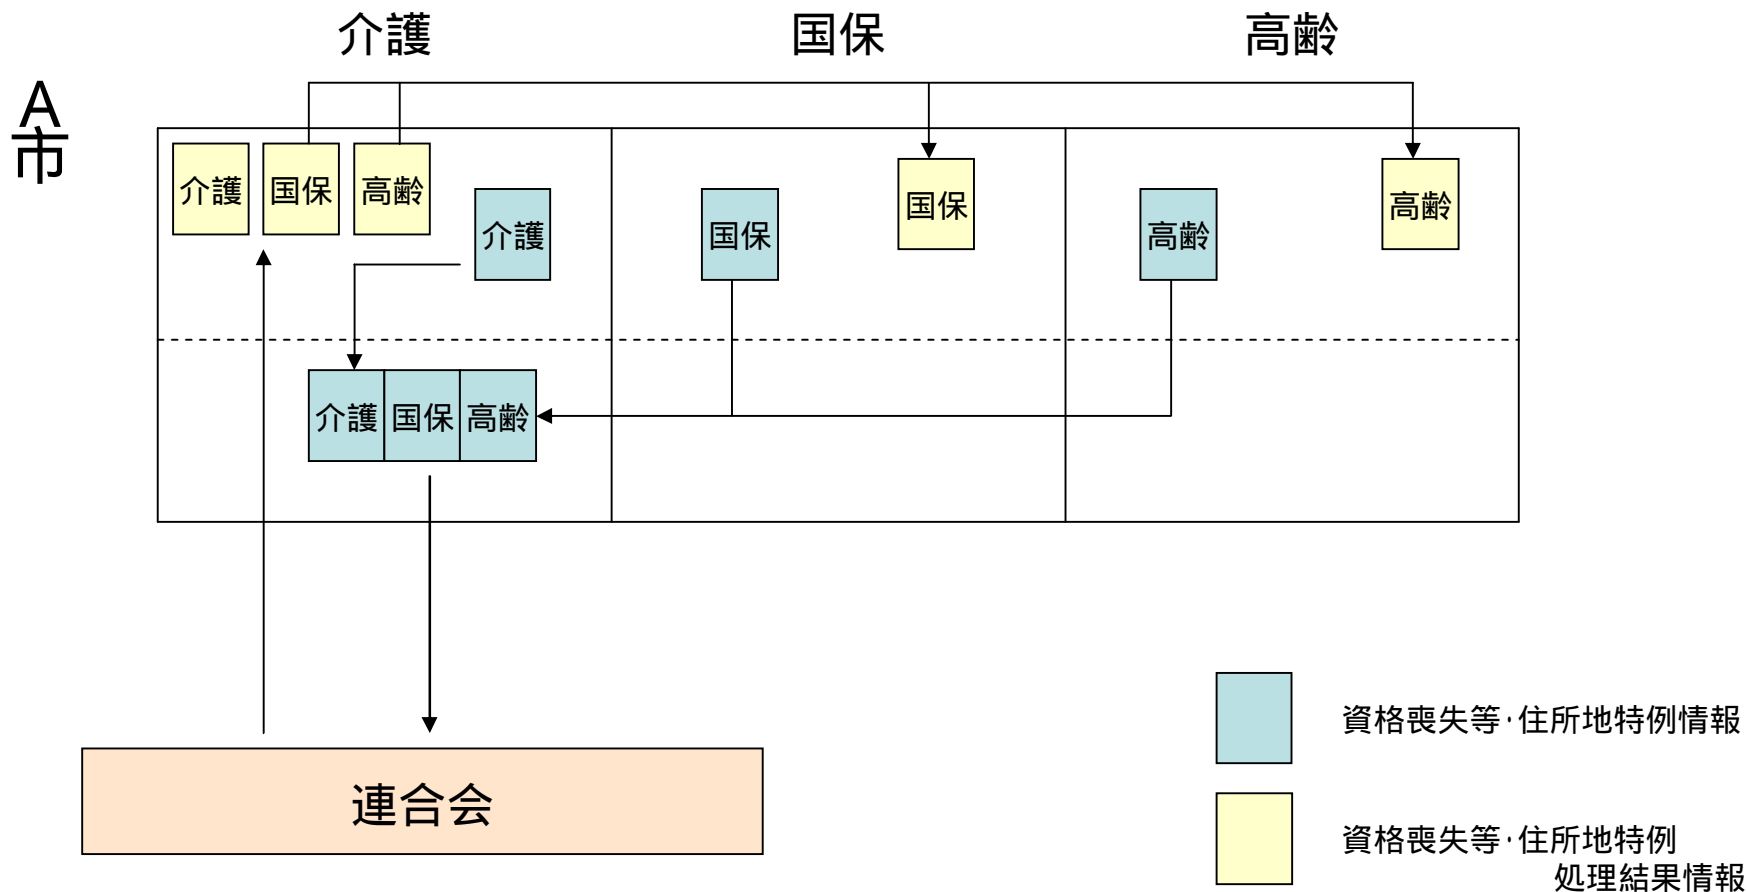 介護 国保 高齢
A市
介護 国保 高齢
国保 高齢
介護 国保 高齢
介護 国保 高齢
連合会
資格喪失等・住所地特例情報
資格喪失等・住所地特例
処理結果情報